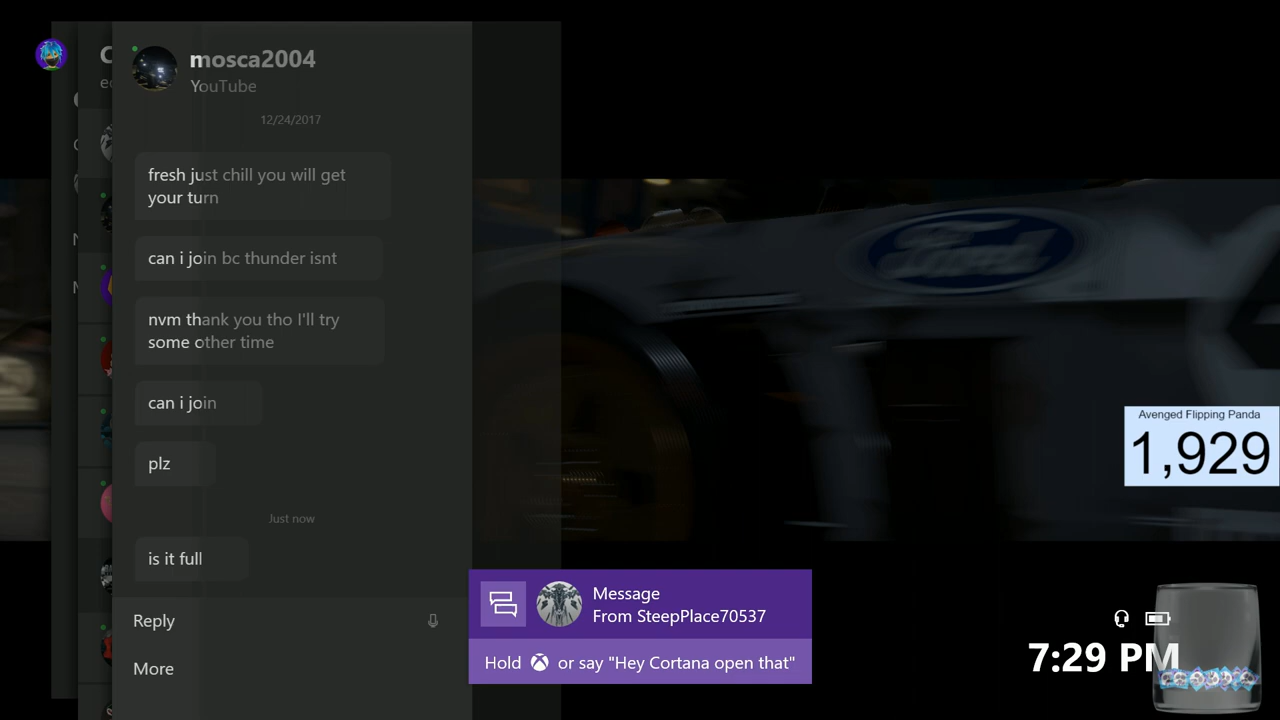 mosca2004
YouTube
12/24/2017
fresh just chill you will get
your turn
can i join bc thunder isnt
nvm thank you tho I'll try
some other time
can i join
plz
Just now
is it full
Reply
More
Ford
Avenged Flipping Panda
1,929
Message
From SteepPlace70537
Hold or say "Hey Cortana open that"
7:29 PM